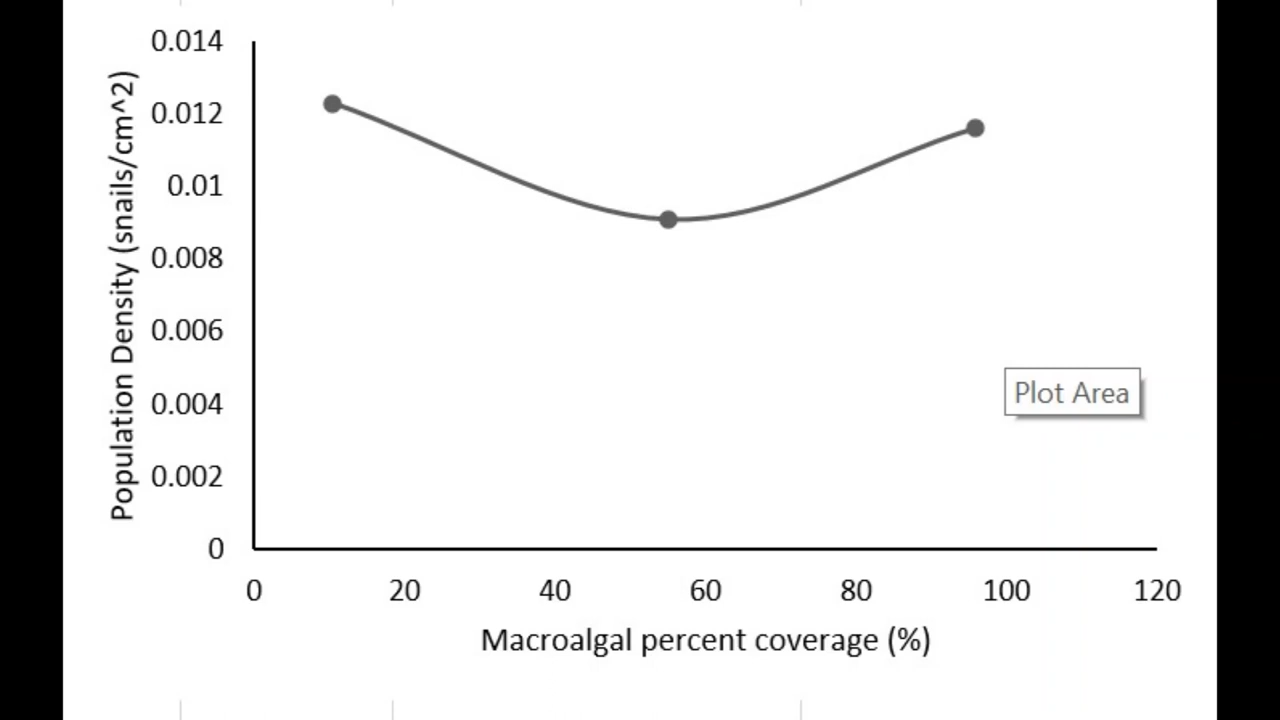 Population Density (snails/cm^2)
0.014
0.012
0.01
0.008
0.006
0.004
0.002
0
Plot Area
0 20 40 60 80 100 120
Macroalgal percent coverage (%)